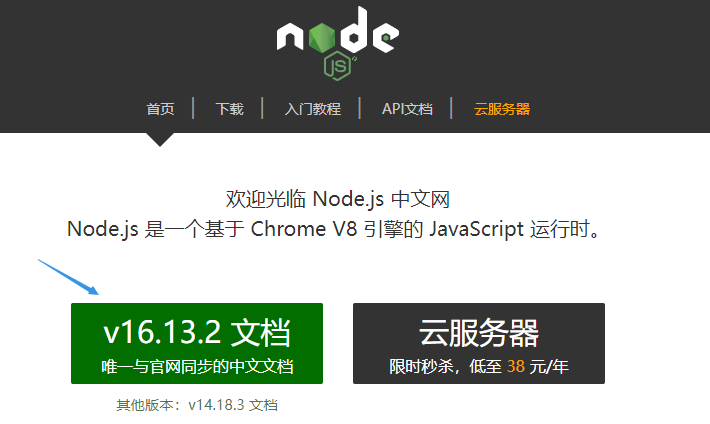 node
JS
首页 | 下载 | 入门教程 | API文档 | 云服务器
欢迎光临 Node.js 中文网
Node.js 是一个基于 Chrome V8 引擎的 JavaScript 运行时。
v16.13.2 文档
唯一与官网同步的中文文档
云服务器
限时秒杀，低至 38 元/年
其他版本：v14.18.3 文档